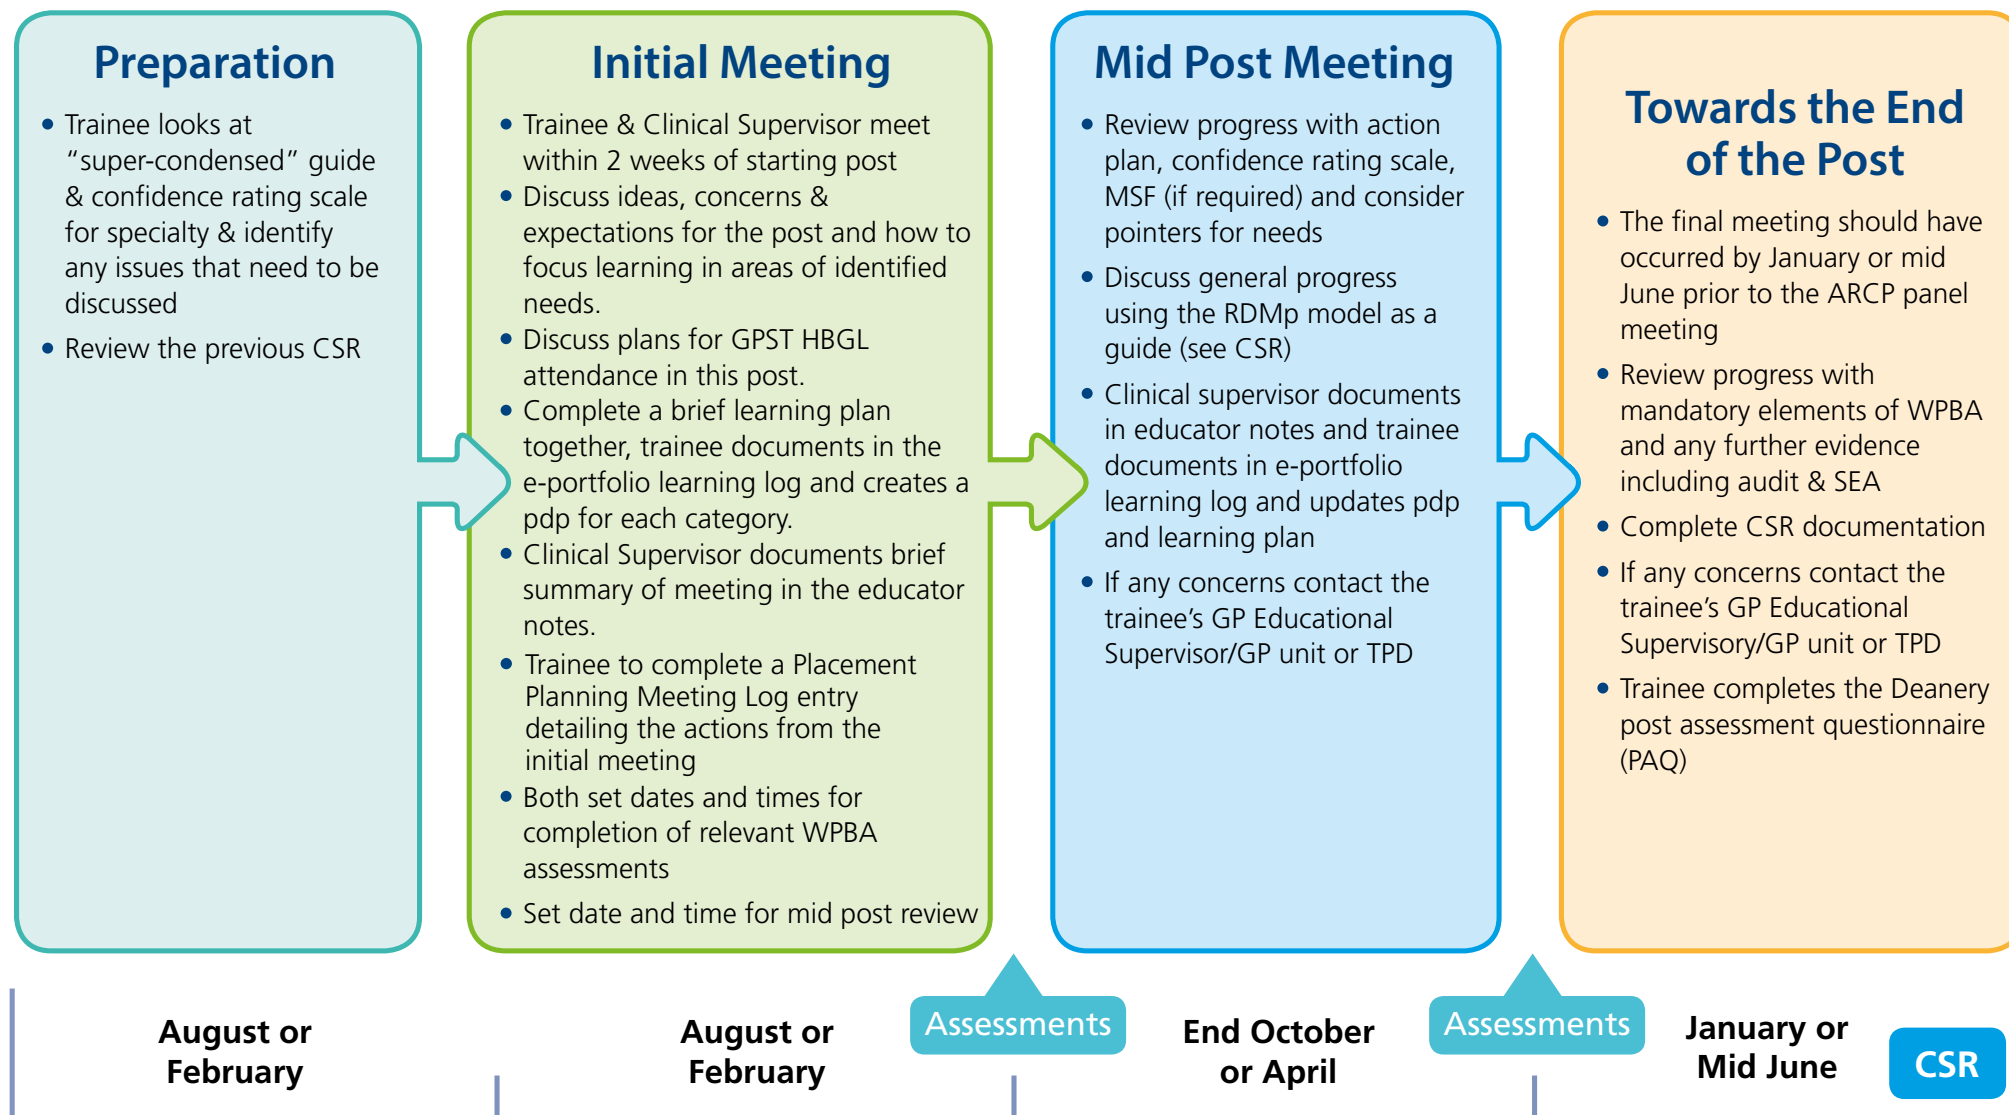 Preparation
• Trainee looks at
“super-condensed” guide
& confidence rating scale
for specialty & identify
any issues that need to be
discussed
• Review the previous CSR
Initial Meeting
• Trainee & Clinical Supervisor meet
within 2 weeks of starting post
• Discuss ideas, concerns &
expectations for the post and how to
focus learning in areas of identified
needs.
• Discuss plans for GPST HBGL
attendance in this post.
• Complete a brief learning plan
together, trainee documents in the
e-portfolio learning log and creates a
pdp for each category.
• Clinical Supervisor documents brief
summary of meeting in the educator
notes.
• Trainee to complete a Placement
Planning Meeting Log entry
detailing the actions from the
initial meeting
• Both set dates and times for
completion of relevant WPBA
assessments
• Set date and time for mid post review
Mid Post Meeting
• Review progress with action
plan, confidence rating scale,
MSF (if required) and consider
pointers for needs
• Discuss general progress
using the RDMp model as a
guide (see CSR)
• Clinical supervisor documents
in educator notes and trainee
documents in e-portfolio
learning log and updates pdp
and learning plan
• If any concerns contact the
trainee’s GP Educational
Supervisor/GP unit or TPD
Towards the End
of the Post
• The final meeting should have
occurred by January or mid
June prior to the ARCP panel
meeting
• Review progress with
mandatory elements of WPBA
and any further evidence
including audit & SEA
• Complete CSR documentation
• If any concerns contact the
trainee’s GP Educational
Supervisory/GP unit or TPD
• Trainee completes the Deanery
post assessment questionnaire
(PAQ)
August or
February
August or
February
Assessments
End October
or April
Assessments
January or
Mid June
CSR